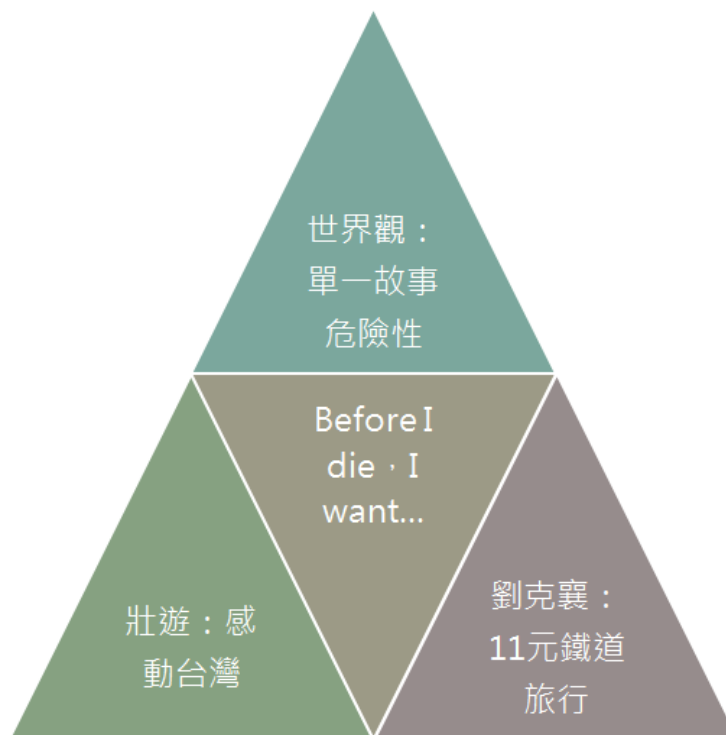 世界觀：
單一故事
危險性
Before I
die，I
want...
壯遊：感
動台灣
劉克襄：
11元鐵道
旅行